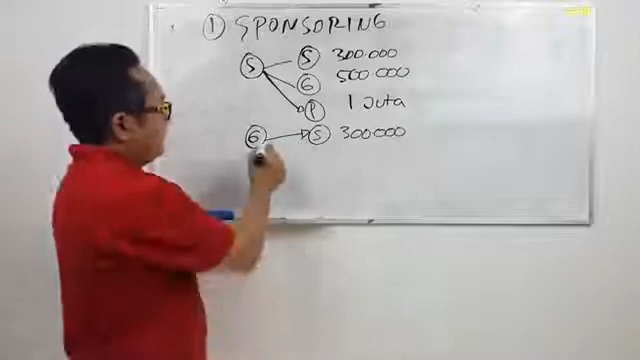 ① SPONSORING
Ⓢ Ⓢ 300.000
Ⓖ 500.000
Ⓟ 1 Juta
Ⓖ Ⓢ 300.000